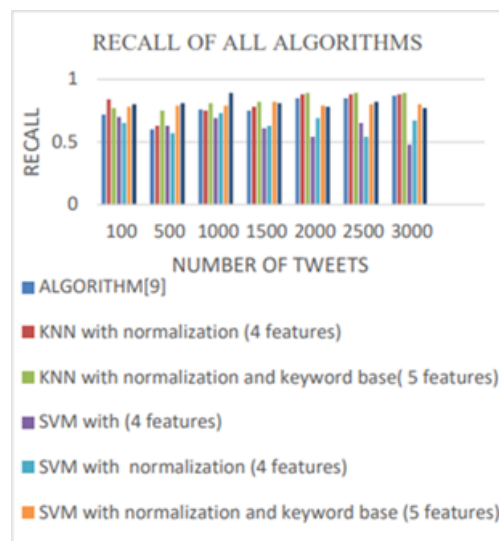 RECALL OF ALL ALGORITHMS
1
0.5
0
RECALL
100 500 1000 1500 2000 2500 3000
NUMBER OF TWEETS
ALGORITHM[9]
KNN with normalization (4 features)
KNN with normalization and keyword base( 5 features)
SVM with (4 features)
SVM with normalization (4 features)
SVM with normalization and keyword base (5 features)